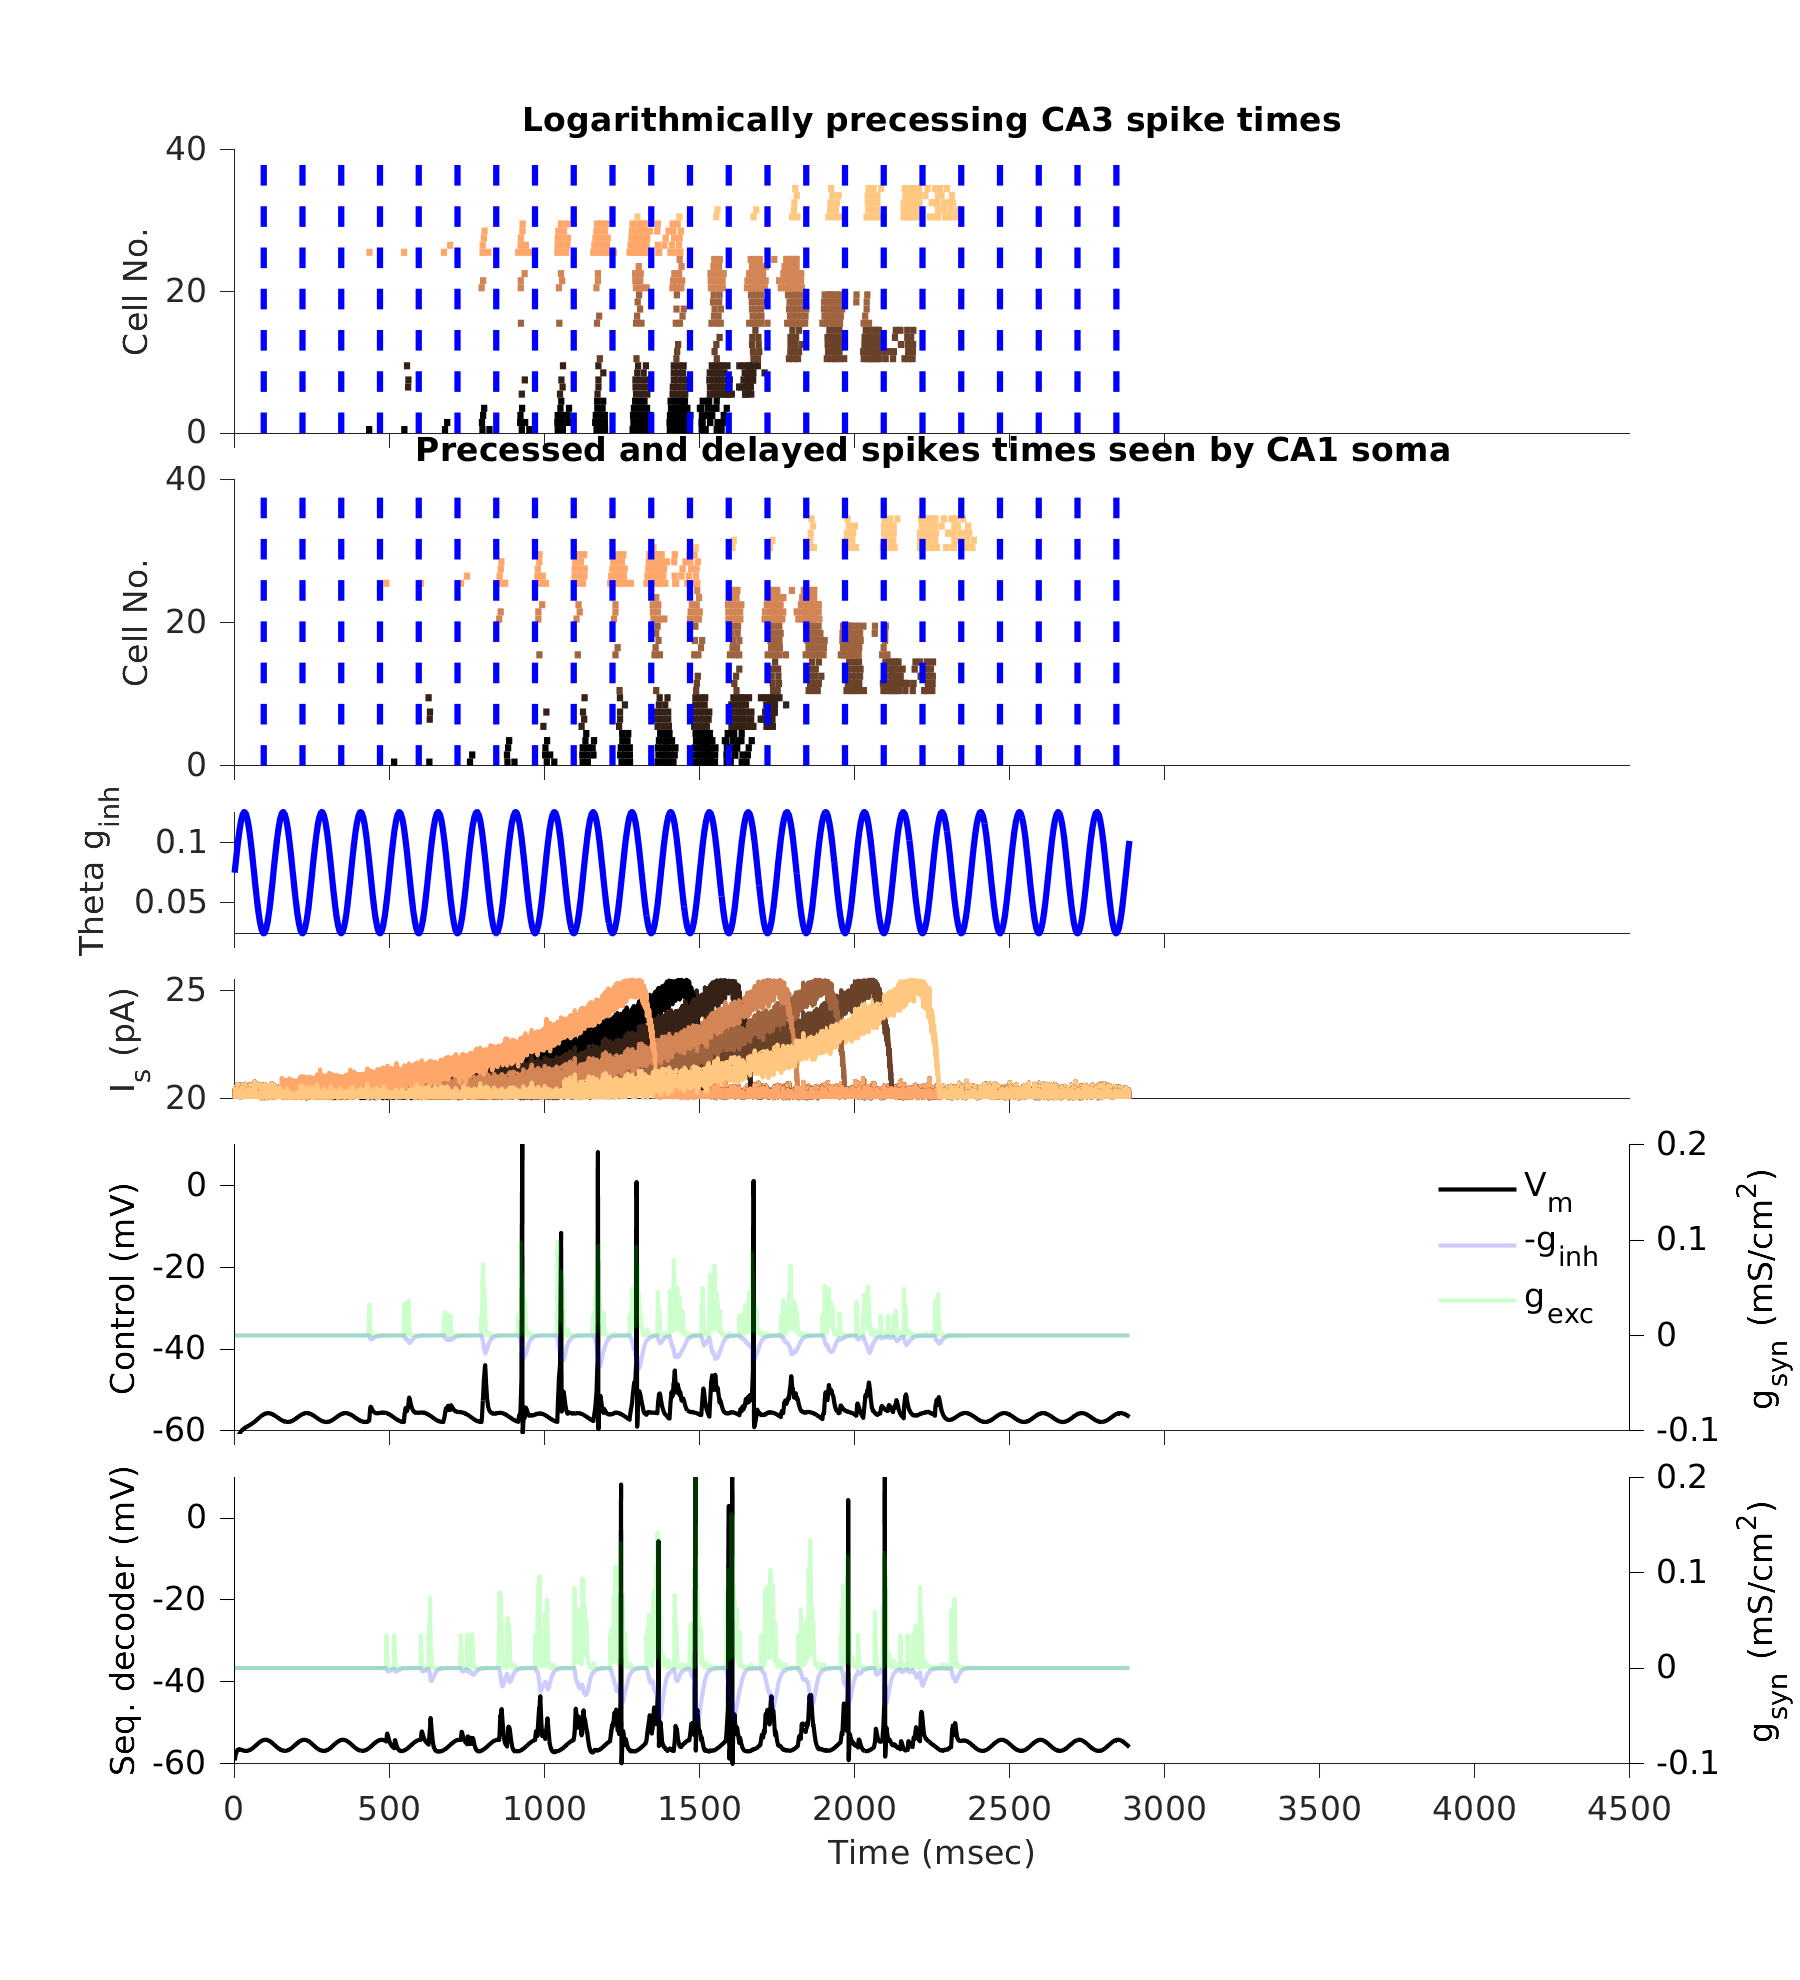 Logarithmically precessing CA3 spike times
40
20
0
Cell No.
Precessed and delayed spikes times seen by CA1 soma
40
20
0
Cell No.
0.1
0.05
Theta g_inh
25
20
I_s (pA)
0
-20
-40
-60
Control (mV)
V_m
-g_inh
g_exc
0.2
0.1
0
-0.1
g_syn (mS/cm^2)
0
-20
-40
-60
Seq. decoder (mV)
0.2
0.1
0
-0.1
g_syn (mS/cm^2)
0 500 1000 1500 2000 2500 3000 3500 4000 4500
Time (msec)